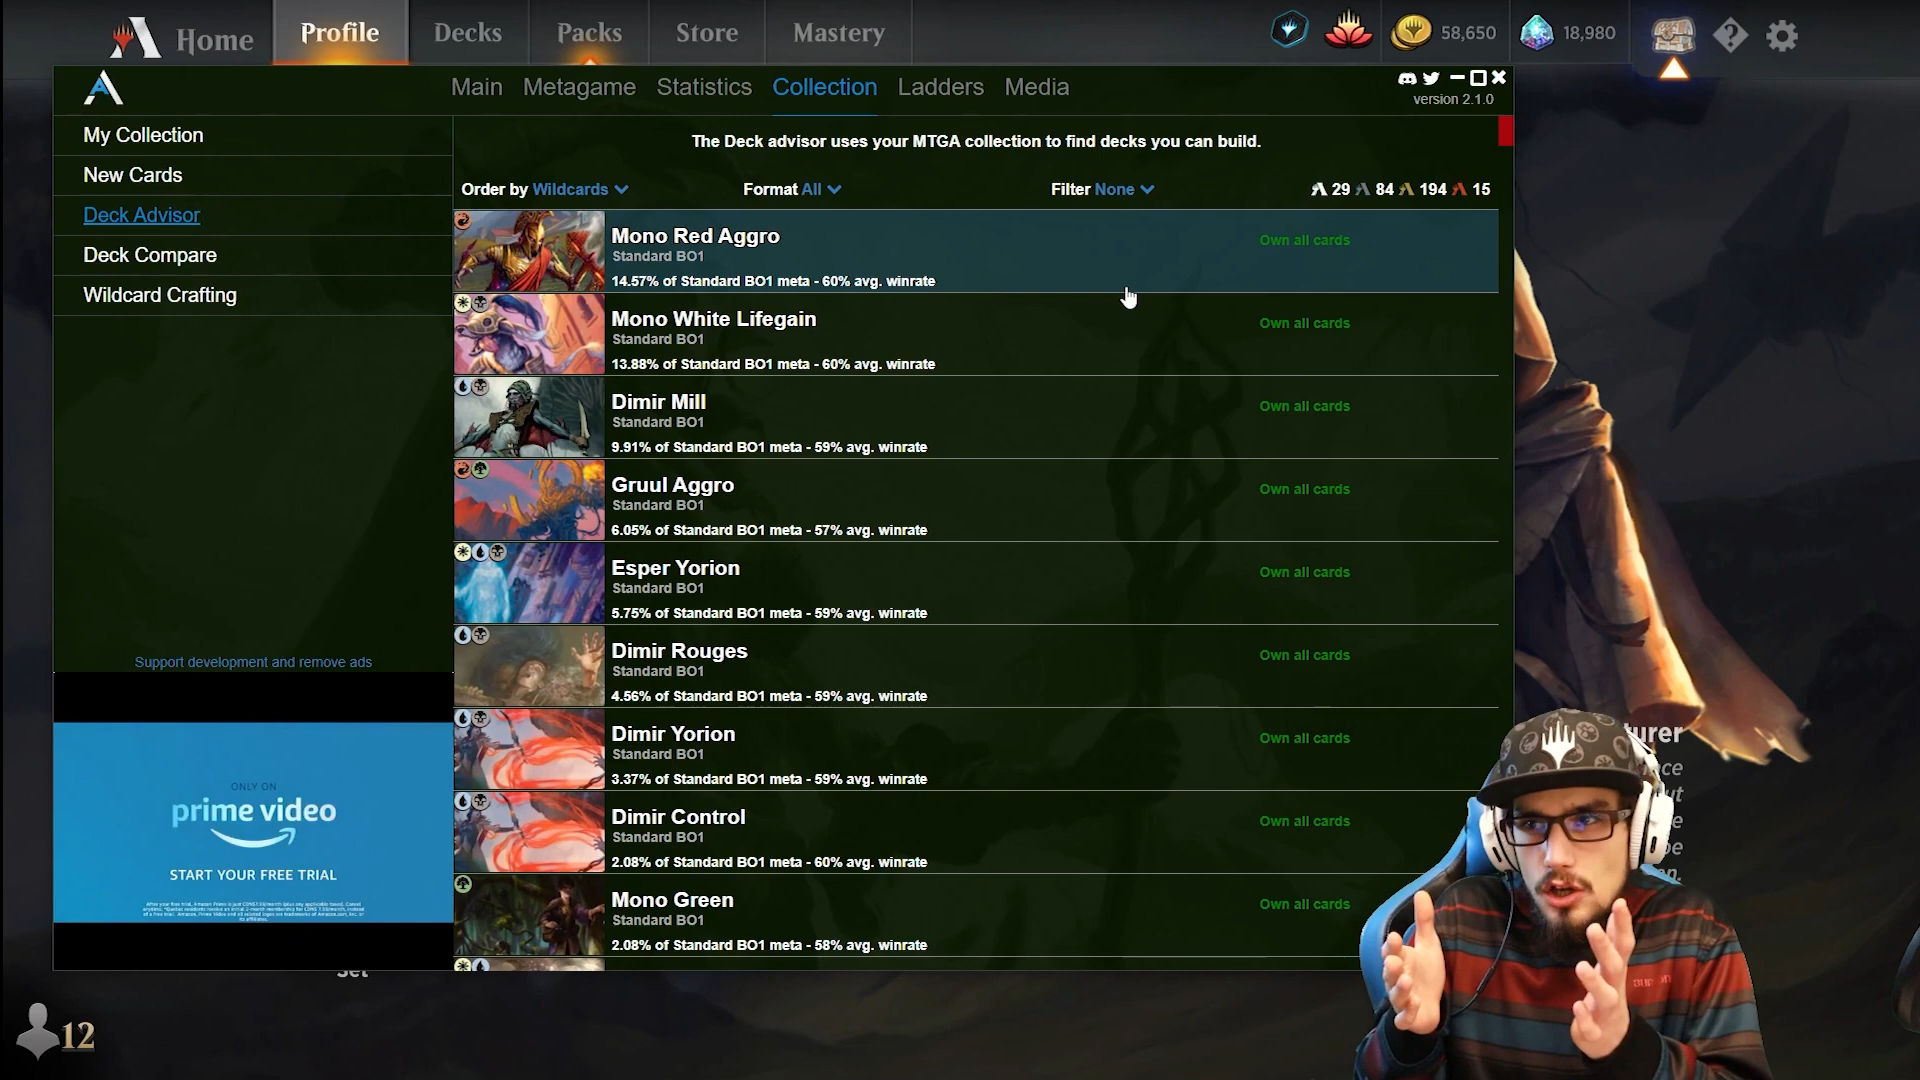 Home Profile Decks Packs Store Mastery 58,650 18,980
Main Metagame Statistics Collection Ladders Media
version 2.1.0
My Collection
New Cards
Deck Advisor
Deck Compare
Wildcard Crafting
The Deck advisor uses your MTGA collection to find decks you can build.
Order by Wildcards Format All Filter None 29 84 194 15
Mono Red Aggro
Standard BO1
14.57% of Standard BO1 meta - 60% avg. winrate
Own all cards
Mono White Lifegain
Standard BO1
13.88% of Standard BO1 meta - 60% avg. winrate
Own all cards
Dimir Mill
Standard BO1
9.91% of Standard BO1 meta - 59% avg. winrate
Own all cards
Gruul Aggro
Standard BO1
6.05% of Standard BO1 meta - 57% avg. winrate
Own all cards
Esper Yorion
Standard BO1
5.75% of Standard BO1 meta - 59% avg. winrate
Own all cards
Dimir Rouges
Standard BO1
4.56% of Standard BO1 meta - 59% avg. winrate
Own all cards
Dimir Yorion
Standard BO1
3.37% of Standard BO1 meta - 59% avg. winrate
Own all cards
Dimir Control
Standard BO1
2.08% of Standard BO1 meta - 60% avg. winrate
Own all cards
Mono Green
Standard BO1
2.08% of Standard BO1 meta - 58% avg. winrate
Own all cards
Support development and remove ads
ONLY ON
prime video
START YOUR FREE TRIAL
12